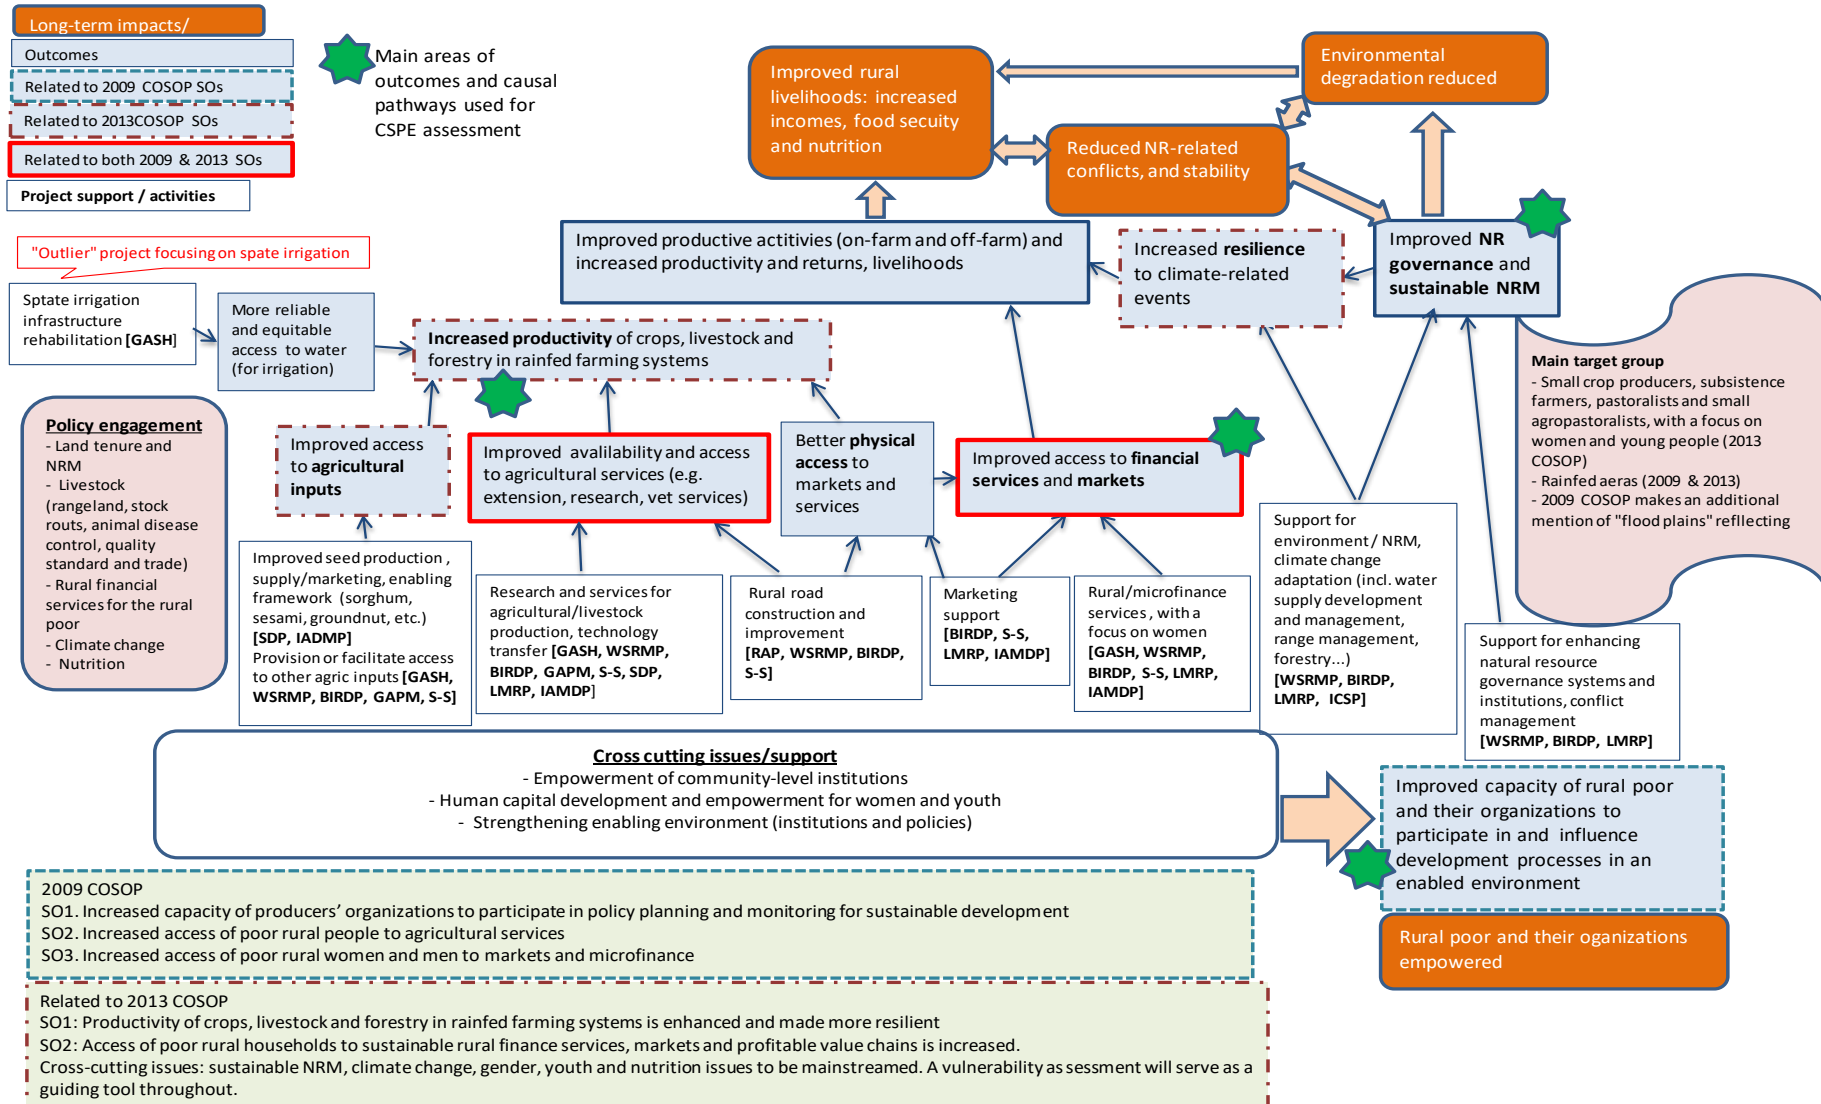 Long-term impacts/
Outcomes
Related to 2009 COSOP SOs
Related to 2013COSOP SOs
Related to both 2009 & 2013 SOs
Project support / activities
Main areas of
outcomes and causal
pathways used for
CSPE assessment
Improved rural
livelihoods: increased
incomes, food secuity
and nutrition
Environmental
degradation reduced
Reduced NR-related
conflicts, and stability
"Outlier" project focusing on spate irrigation
Sptate irrigation
infrastructure
rehabilitation [GASH]
More reliable
and equitable
access to water
(for irrigation)
Improved productive actitivies (on-farm and off-farm) and
increased productivity and returns, livelihoods
Increased resilience
to climate-related
events
Improved NR
governance and
sustainable NRM
Increased productivity of crops, livestock and
forestry in rainfed farming systems
Main target group
- Small crop producers, subsistence
farmers, pastoralists and small
agropastoralists, with a focus on
women and young people (2013
COSOP)
- Rainfed aeras (2009 & 2013)
- 2009 COSOP makes an additional
mention of "flood plains" refllecting
Policy engagement
- Land tenure and
NRM
- Livestock
(rangeland, stock
routs, animal disease
control, quality
standard and trade)
- Rural financial
services for the rural
poor
- Climate change
- Nutrition
Improved access
to agricultural
inputs
Improved avalilability and access
to agricultural services (e.g.
extension, research, vet services)
Better physical
access to
markets and
services
Improved access to financial
services and markets
Improved seed production ,
supply/marketing, enabling
framework (sorghum,
sesami, groundnut, etc.)
[SDP, IADMP]
Provision or facilitate access
to other agric inputs [GASH,
WSRMP, BIRDP, GAPM, S-S]
Research and services for
agricultural/livestock
production, technology
transfer [GASH, WSRMP,
BIRDP, GAPM, S-S, SDP,
LMRP, IAMDP]
Rural road
construction and
improvement
[RAP, WSRMP, BIRDP,
S-S]
Marketing
support
[BIRDP, S-S,
LMRP, IAMDP]
Rural/microfinance
services , with a
focus on women
[GASH, WSRMP,
BIRDP, S-S, LMRP,
IAMDP]
Support for
environment / NRM,
climate change
adaptation (incl. water
supply development
and management,
range management,
forestry...)
[WSRMP, BIRDP,
LMRP, ICSP]
Support for enhancing
natural resource
governance systems and
institutions, conflict
management
[WSRMP, BIRDP, LMRP]
Cross cutting issues/support
- Empowerment of community-level institutions
- Human capital development and empowerment for women and youth
- Strengthening enabling environment (institutions and policies)
Improved capacity of rural poor
and their organizations to
participate in and influence
development processes in an
enabled environment
Rural poor and their oganizations
empowered
2009 COSOP
SO1. Increased capacity of producers’ organizations to participate in policy planning and monitoring for sustainable development
SO2. Increased access of poor rural people to agricultural services
SO3. Increased access of poor rural women and men to markets and microfinance
Related to 2013 COSOP
SO1: Productivity of crops, livestock and forestry in rainfed farming systems is enhanced and made more resilient
SO2: Access of poor rural households to sustainable rural finance services, markets and profitable value chains is increased.
Cross-cutting issues: sustainable NRM, climate change, gender, youth and nutrition issues to be mainstreamed. A vulnerability as sessment will serve as a
guiding tool throughout.